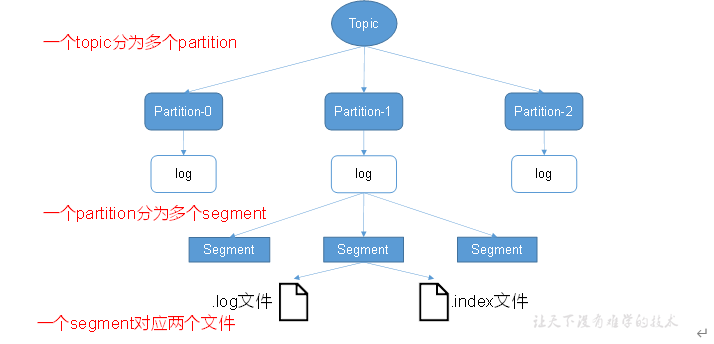 Topic
一个topic分为多个partition
Partition-0
Partition-1
Partition-2
log
log
log
一个partition分为多个segment
Segment
Segment
Segment
.log文件
.index文件
一个segment对应两个文件
让天下没有难学的技术